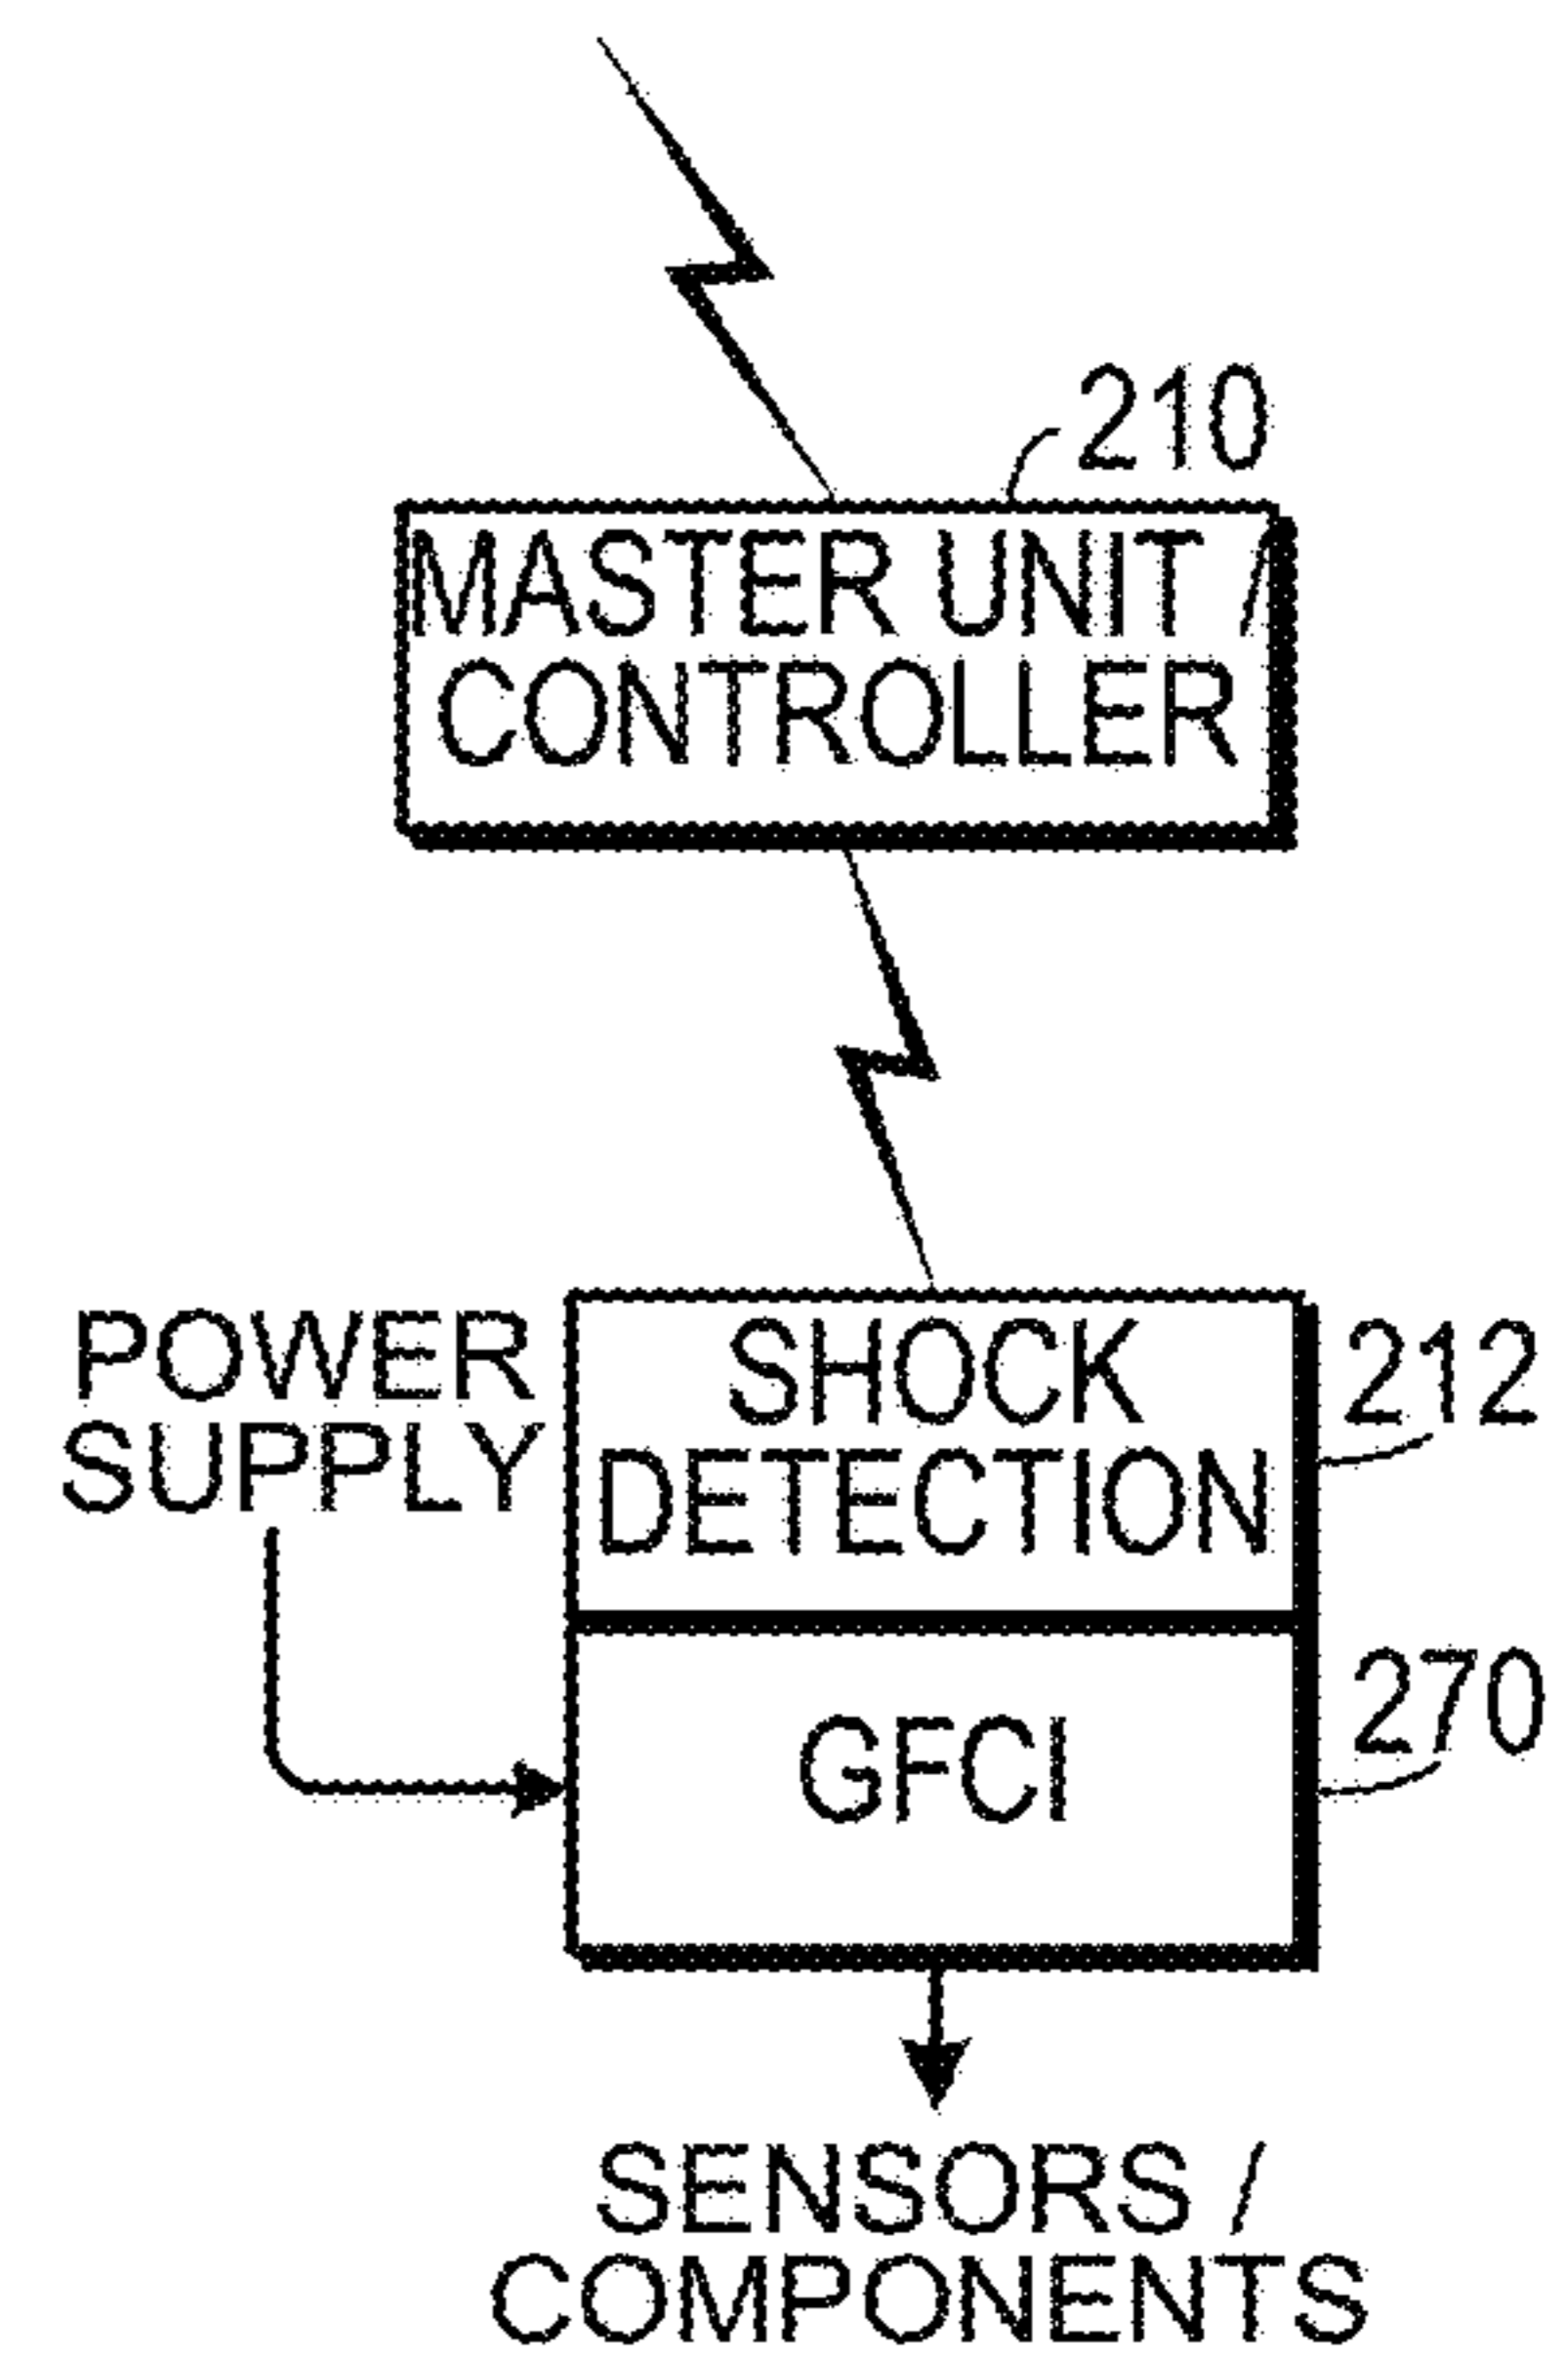 210
MASTER UNIT /
CONTROLLER
POWER
SUPPLY
SHOCK
DETECTION
212
GFCI
270
SENSORS /
COMPONENTS